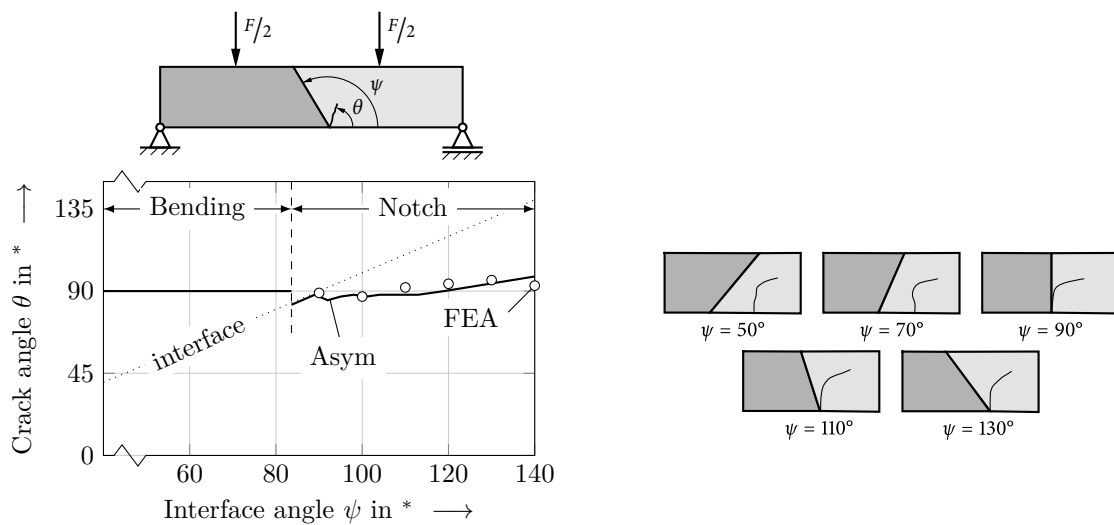 F/2
F/2
ψ
θ
Crack angle θ in * ⟶
135
90
45
0
Bending
Notch
interface
Asym
FEA
60
80
100
120
140
Interface angle ψ in * ⟶
ψ = 50°
ψ = 70°
ψ = 90°
ψ = 110°
ψ = 130°